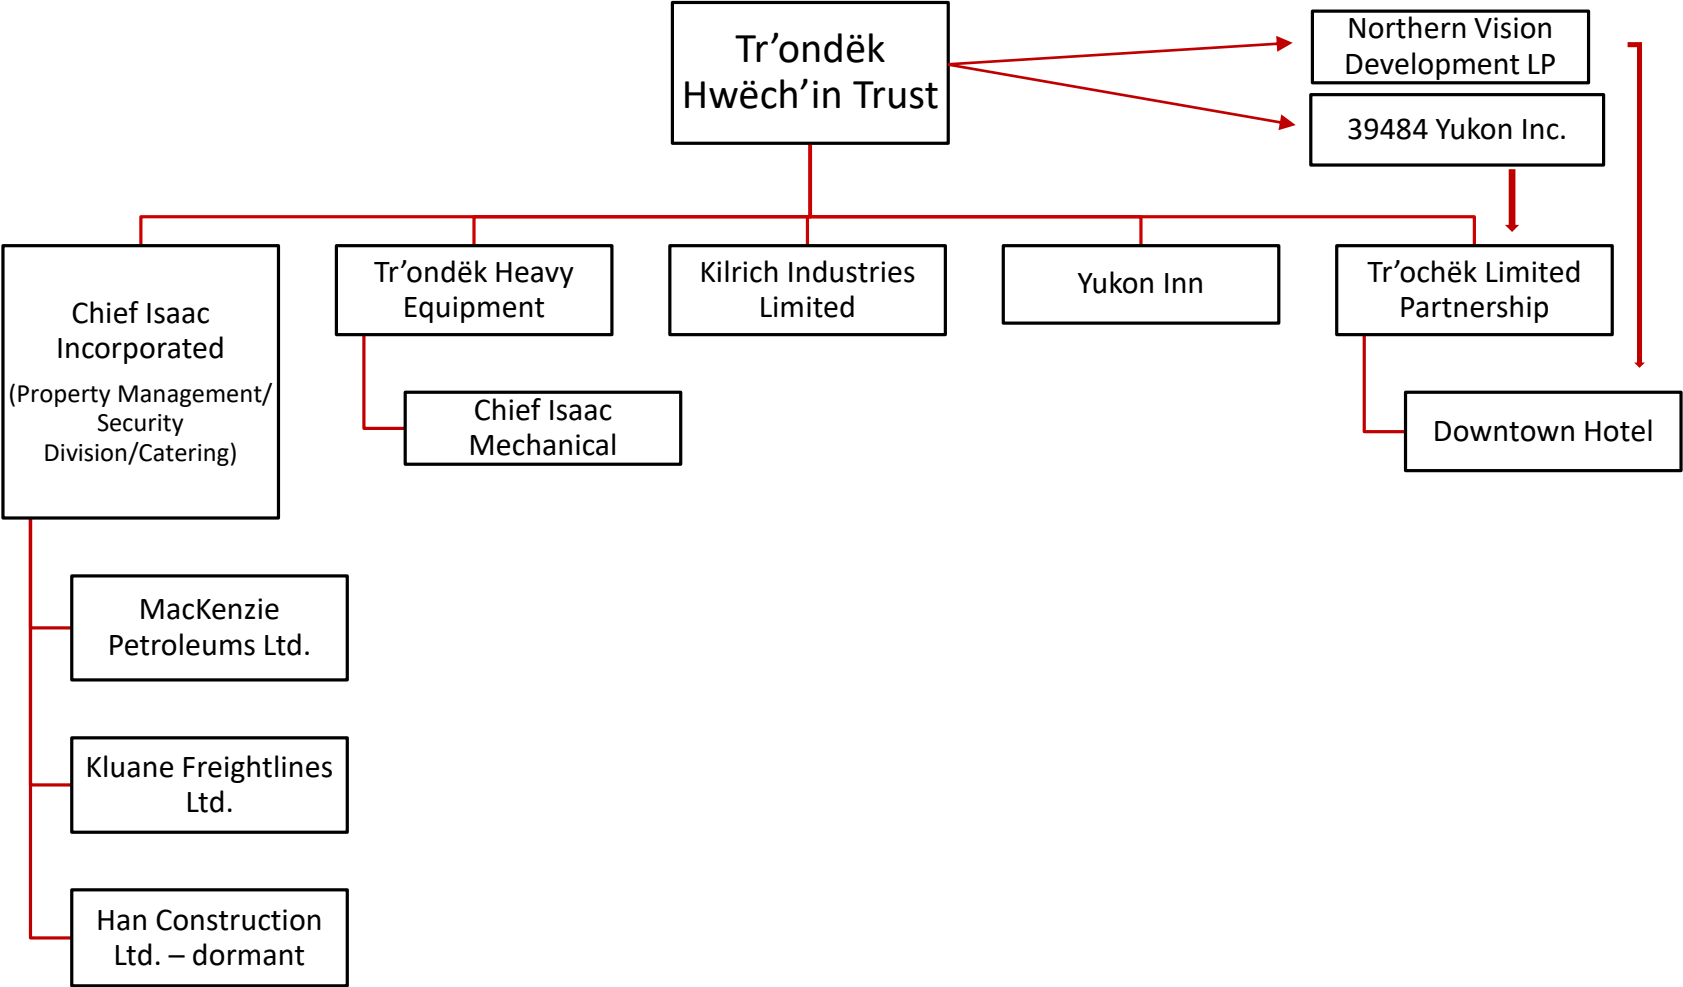 Tr’ondëk
Hwëch’in Trust
Northern Vision
Development LP
39484 Yukon Inc.
Chief Isaac
Incorporated
(Property Management/
Security
Division/Catering)
Tr’ondëk Heavy
Equipment
Kilrich Industries
Limited
Yukon Inn
Tr’ochëk Limited
Partnership
Chief Isaac
Mechanical
Downtown Hotel
MacKenzie
Petroleums Ltd.
Kluane Freightlines
Ltd.
Han Construction
Ltd. – dormant